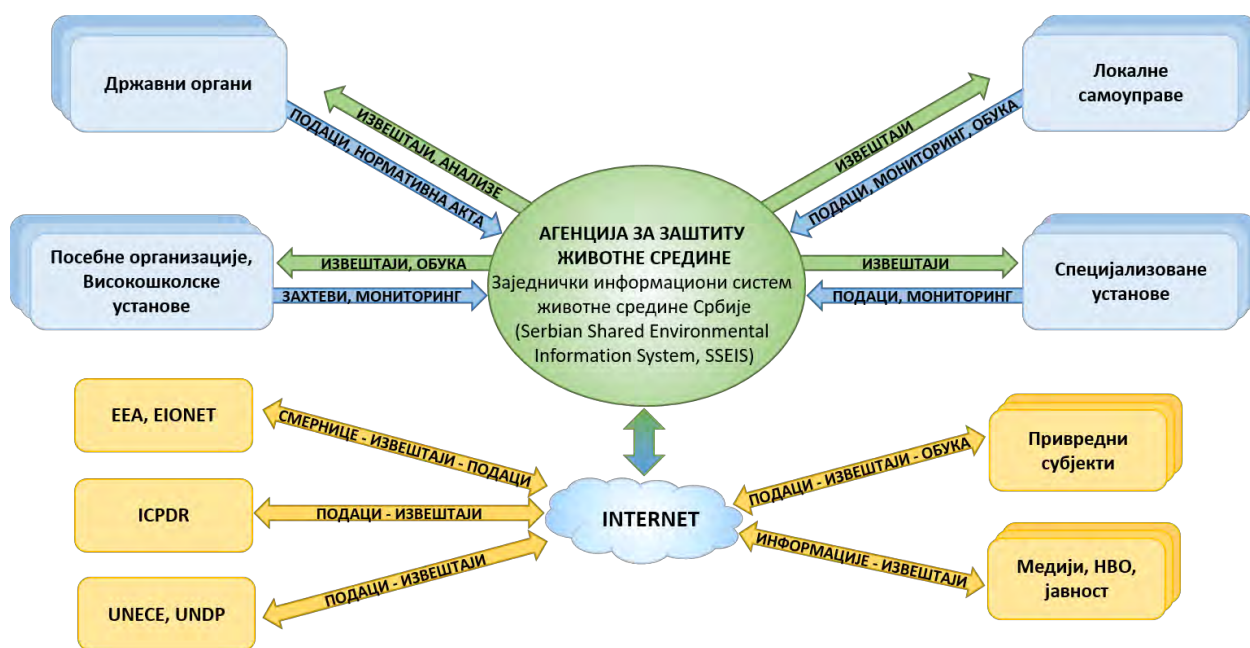 Државни органи
Локалне
самоуправе
ИЗВЕШТАЈИ, АНАЛИЗЕ
ПОДАЦИ, НОРМАТИВНА АКТА
ИЗВЕШТАЈИ
ПОДАЦИ, МОНИТОРИНГ, ОБУКА
АГЕНЦИЈА ЗА ЗАШТИТУ
ЖИВОТНЕ СРЕДИНЕ
Заједнички информациони систем
животне средине Србије
(Serbian Shared Environmental
Information System, SSEIS)
Посебне организације,
Високошколске
установе
ИЗВЕШТАЈИ, ОБУКА
ЗАХТЕВИ, МОНИТОРИНГ
ИЗВЕШТАЈИ
ПОДАЦИ, МОНИТОРИНГ
Специјализоване
установе
EEA, EIONET
СМЕРНИЦЕ - ИЗВЕШТАЈИ - ПОДАЦИ
ICPDR
ПОДАЦИ - ИЗВЕШТАЈИ
UNECE, UNDP
ПОДАЦИ - ИЗВЕШТАЈИ
INTERNET
ПОДАЦИ - ИЗВЕШТАЈИ - ОБУКА
Привредни
субјекти
ИНФОРМАЦИЈЕ - ИЗВЕШТАЈИ
Медији, НВО,
јавност